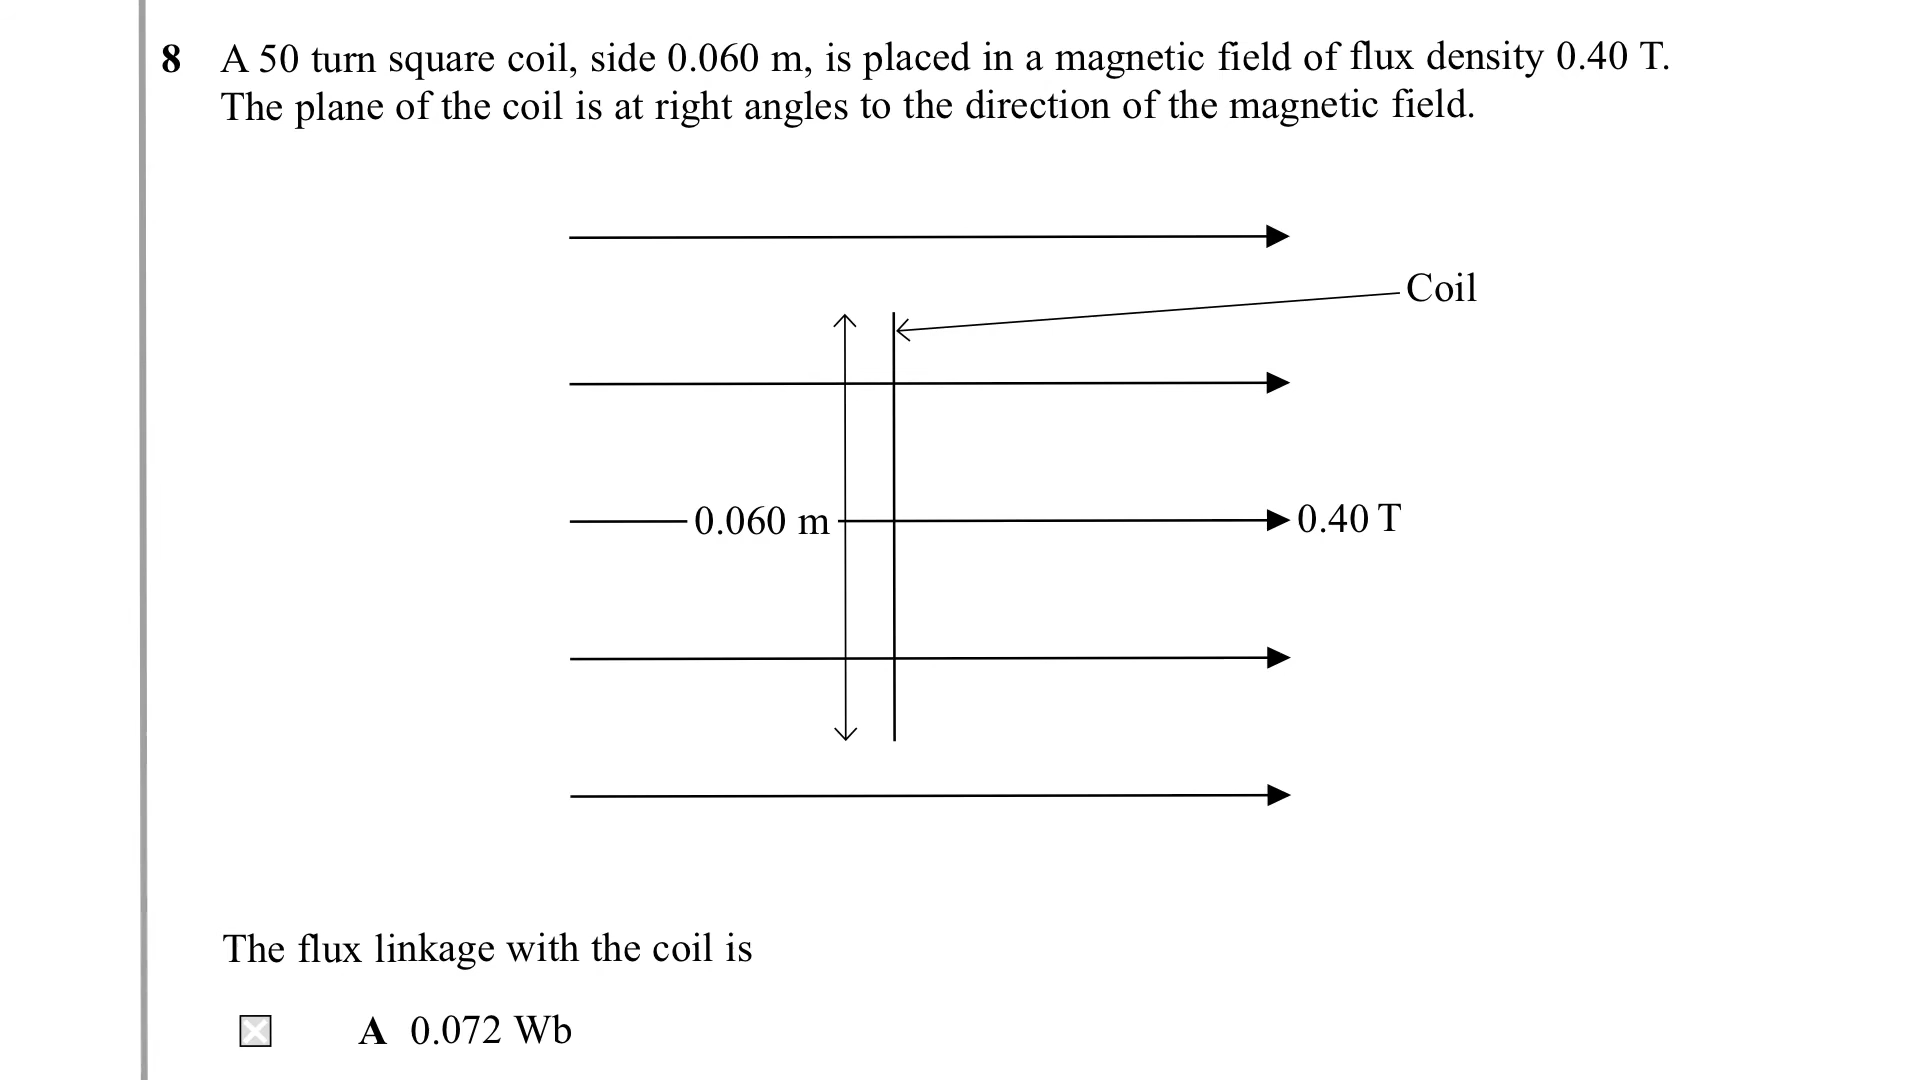 8 A 50 turn square coil, side 0.060 m, is placed in a magnetic field of flux density 0.40 T.
The plane of the coil is at right angles to the direction of the magnetic field.
Coil
0.060 m
0.40 T
The flux linkage with the coil is
A 0.072 Wb